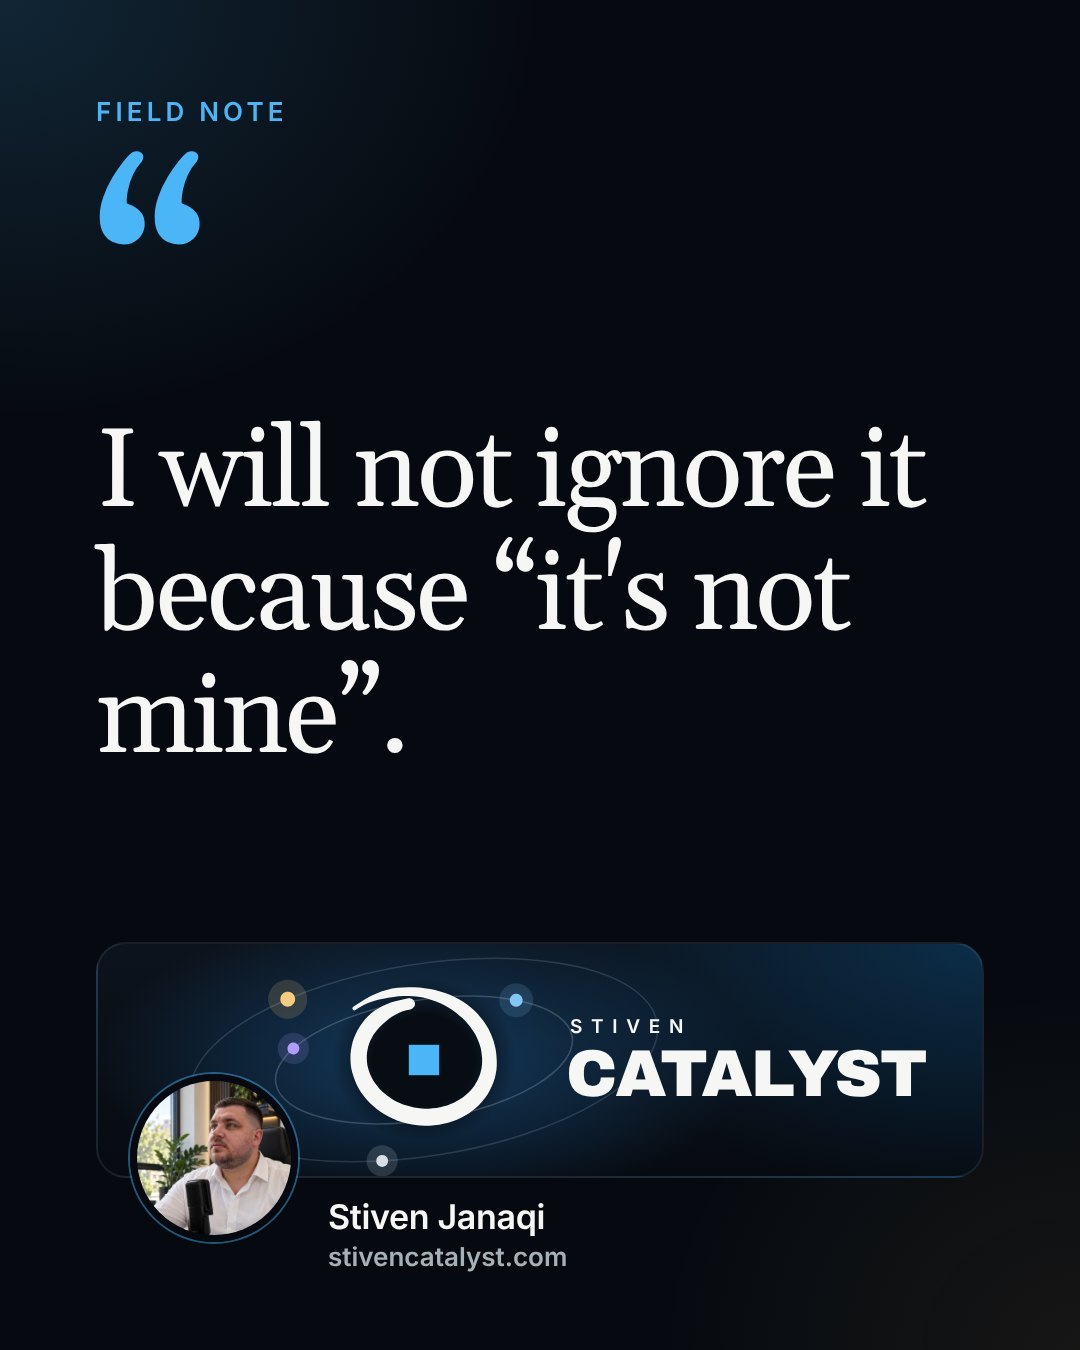 FIELD NOTE
“
I will not ignore it
because “it's not
mine”.
STIVEN
CATALYST
Stiven Janaqi
stivencatalyst.com